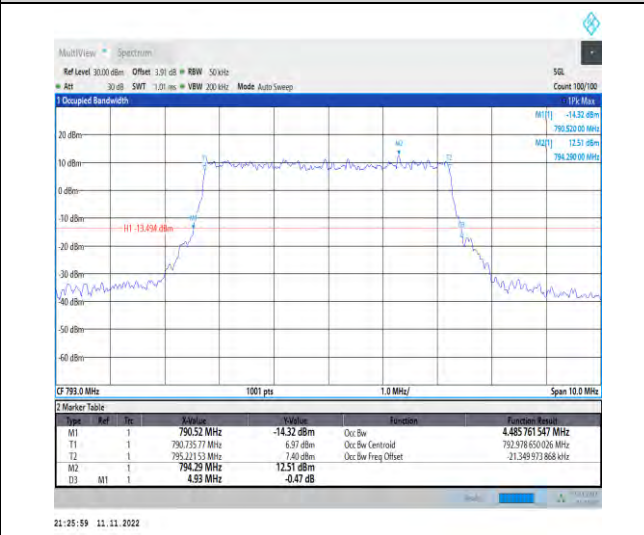 MultiView Spectrum
Ref Level 30.00 dBm Offset 3.91 dB RBW 50 kHz SGL
Att 30 dB SWT 1.01 ms VBW 200 kHz Mode Auto Sweep Count 100/100
1 Occupied Bandwidth 1Pk Max
M1[1] -14.32 dBm
790.520 00 MHz
M2[1] 12.51 dBm
794.290 00 MHz
20 dBm
M2
10 dBm
T1 T2
0 dBm
-10 dBm
M1 D3
H1 -13.494 dBm
-20 dBm
-30 dBm
-40 dBm
-50 dBm
-60 dBm
CF 793.0 MHz 1001 pts 1.0 MHz/ Span 10.0 MHz
2 Marker Table
Type Ref Trc X-Value Y-Value Function Function Result
M1 1 790.52 MHz -14.32 dBm Occ Bw 4.485 761 547 MHz
T1 1 790.735 77 MHz 6.97 dBm Occ Bw Centroid 792.978 650 026 MHz
T2 1 795.221 53 MHz 7.40 dBm Occ Bw Freq Offset -21.349 973 868 kHz
M2 1 794.29 MHz 12.51 dBm
D3 M1 1 4.93 MHz -0.47 dB
21:25:59 11.11.2022